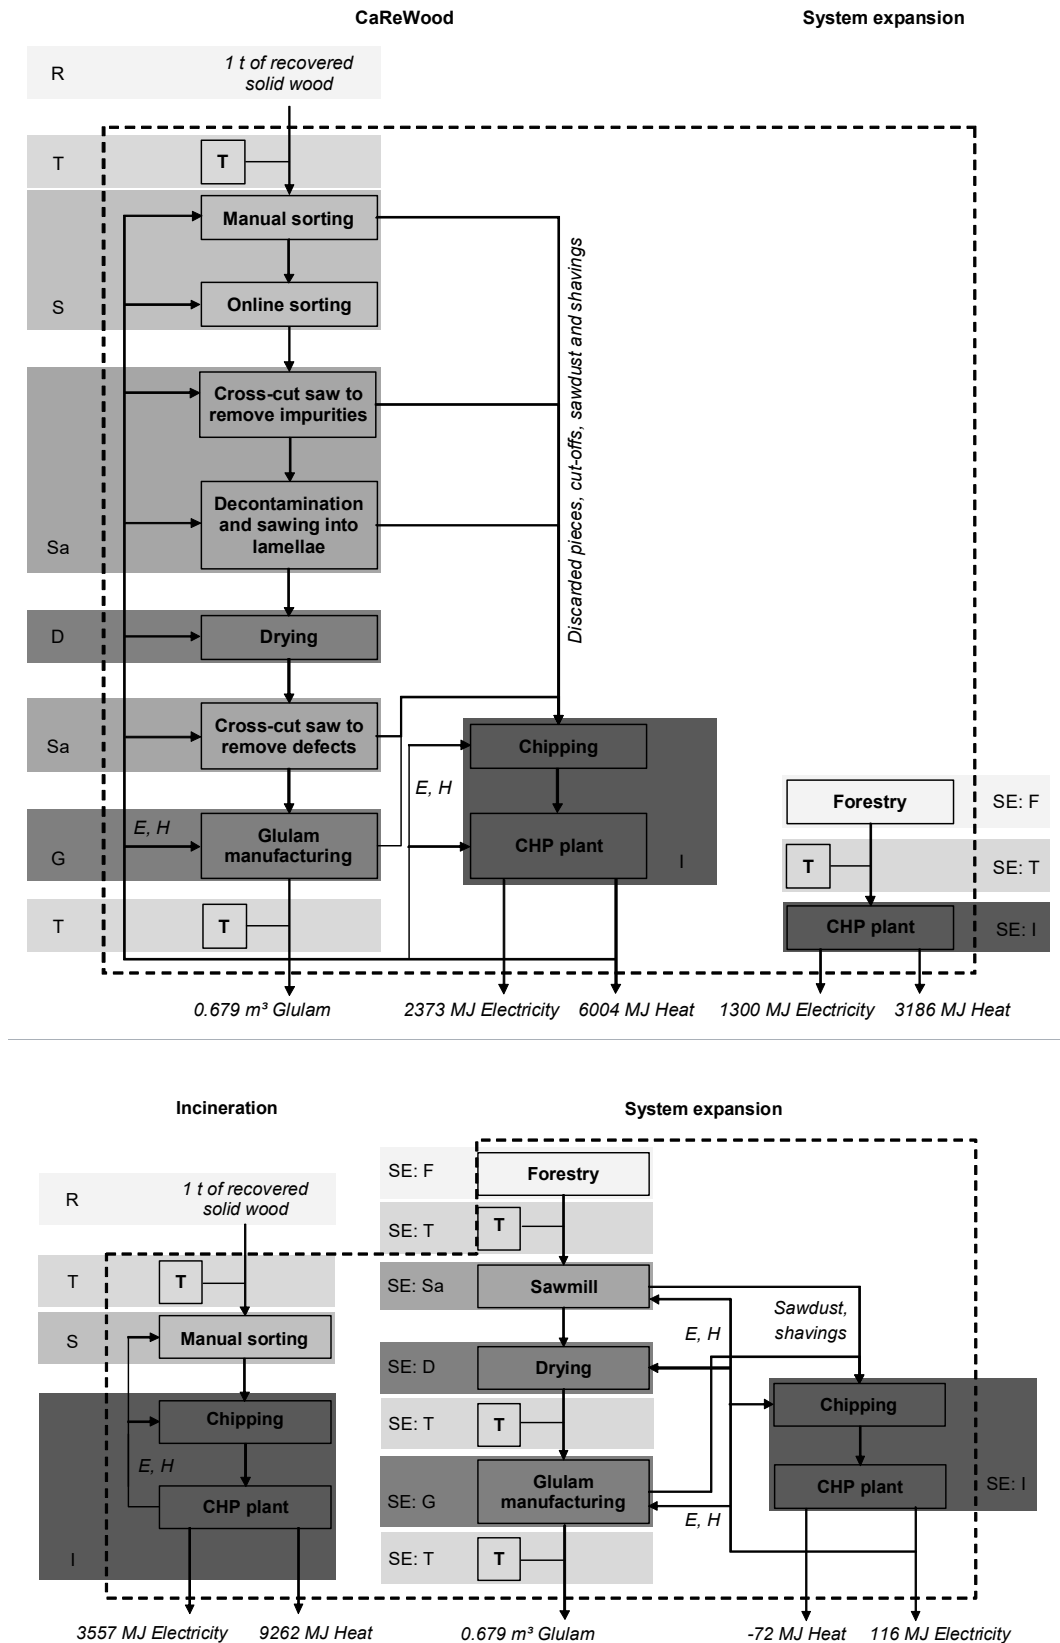 CaReWood
System expansion
R
1 t of recovered
solid wood
T
T
Manual sorting
S
Online sorting
Discarded pieces, cut-offs, sawdust and shavings
Cross-cut saw to
remove impurities
Decontamination
and sawing into
lamellae
Sa
D
Drying
Sa
Cross-cut saw to
remove defects
Chipping
E, H
Forestry
SE: F
E, H
Glulam
manufacturing
G
CHP plant
I
T
SE: T
T
T
CHP plant
SE: I
0.679 m³ Glulam
2373 MJ Electricity
6004 MJ Heat
1300 MJ Electricity
3186 MJ Heat
Incineration
System expansion
R
1 t of recovered
solid wood
SE: F
Forestry
SE: T
T
T
T
SE: Sa
Sawmill
Sawdust,
shavings
S
Manual sorting
E, H
SE: D
Drying
Chipping
Chipping
SE: T
T
E, H
CHP plant
SE: G
Glulam
manufacturing
CHP plant
SE: I
E, H
I
SE: T
T
3557 MJ Electricity
9262 MJ Heat
0.679 m³ Glulam
-72 MJ Heat
116 MJ Electricity